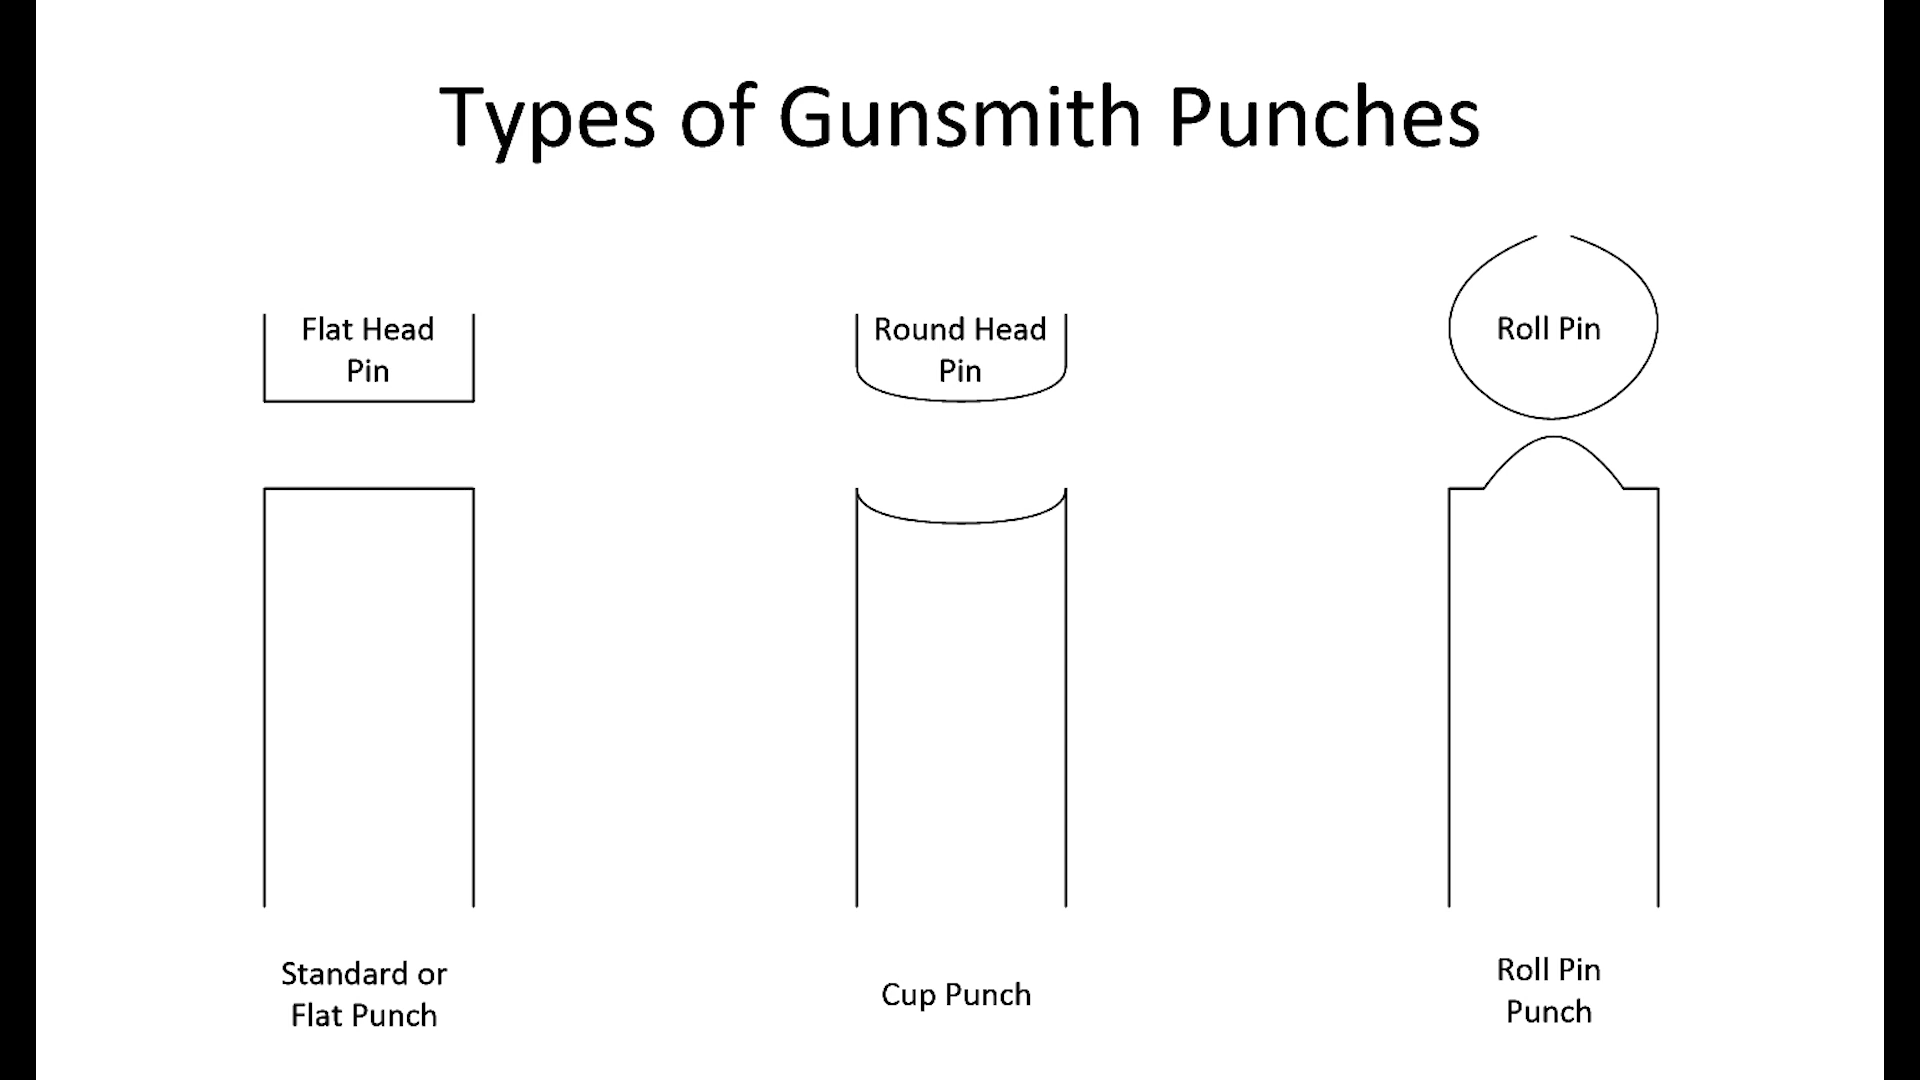 Types of Gunsmith Punches
Flat Head
Pin
Round Head
Pin
Roll Pin
Standard or
Flat Punch
Cup Punch
Roll Pin
Punch